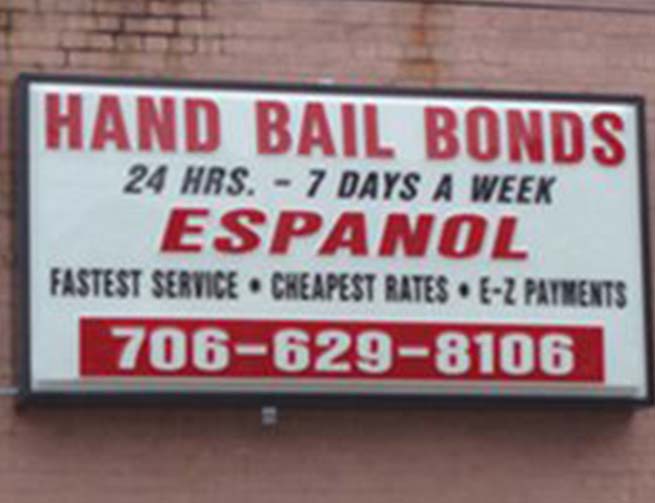 HAND BAIL BONDS
24 HRS. - 7 DAYS A WEEK
ESPANOL
FASTEST SERVICE • CHEAPEST RATES • E-Z PAYMENTS
706-629-8106